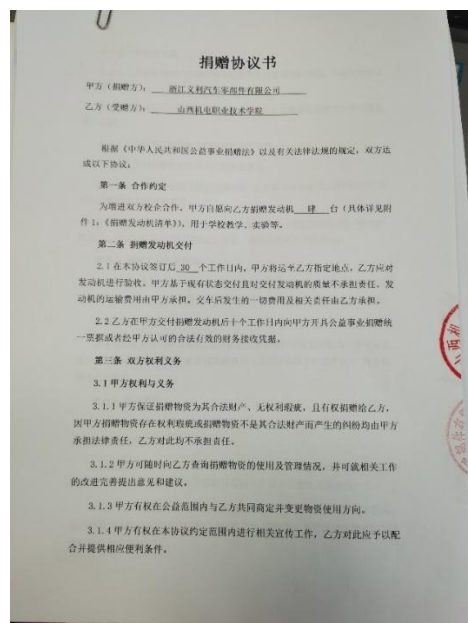 捐赠协议书
甲方（捐赠方）： 浙江义利汽车零部件有限公司
乙方（受赠方）： 山西机电职业技术学院
根据《中华人民共和国公益事业捐赠法》以及有关法律法规的规定，双方达
成以下协议：
第一条 合作约定
为增进双方校企合作，甲方自愿向乙方捐赠发动机 肆 台（具体详见附
件 1：《捐赠发动机清单》），用于学校教学、实验等。
第二条 捐赠发动机交付
2.1 在本协议签订后 30 个工作日内，甲方将运至乙方指定地点，乙方应对
发动机进行验收。甲方基于现有状态交付且对交付发动机的质量不承担责任。发
动机的运输费用由甲方承担，交车后发生的一切费用及相关责任由乙方承担。
2.2 乙方在甲方交付捐赠发动机后十个工作日内向甲方开具公益事业捐赠统
一票据或者经甲方认可的合法有效的财务接收凭据。
第三条 双方权利义务
3.1 甲方权利与义务
3.1.1 甲方保证捐赠物资为其合法财产、无权利瑕疵，且有权捐赠给乙方，
因甲方捐赠物资存在权利瑕疵或捐赠物资不是其合法财产而产生的纠纷均由甲方
承担法律责任，乙方对此均不承担责任。
3.1.2 甲方可随时向乙方查询捐赠物资的使用及管理情况，并可就相关工作
的改进完善提出意见和建议。
3.1.3 甲方有权在公益范围内与乙方共同商定并变更物资使用方向。
3.1.4 甲方有权在本协议约定范围内进行相关宣传工作，乙方对此应予以配
合并提供相应便利条件。